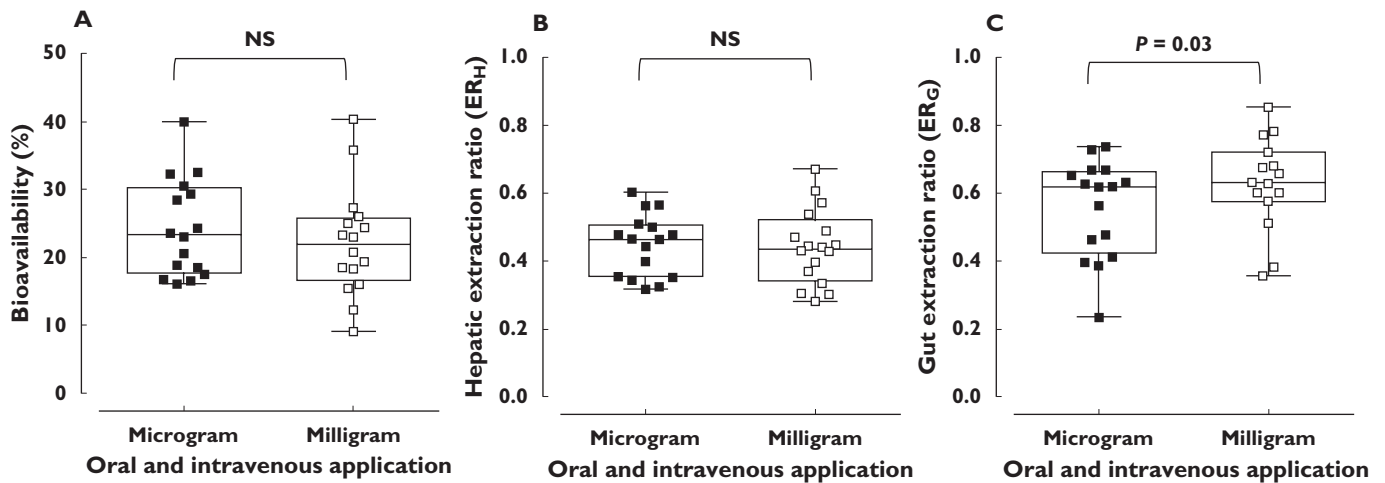 A
NS
50
40
30
20
10
0
Bioavailability (%)
Microgram
Milligram
Oral and intravenous application
B
NS
1.0
0.8
0.6
0.4
0.2
0.0
Hepatic extraction ratio (ERH)
Microgram
Milligram
Oral and intravenous application
C
P = 0.03
1.0
0.8
0.6
0.4
0.2
0.0
Gut extraction ratio (ERG)
Microgram
Milligram
Oral and intravenous application